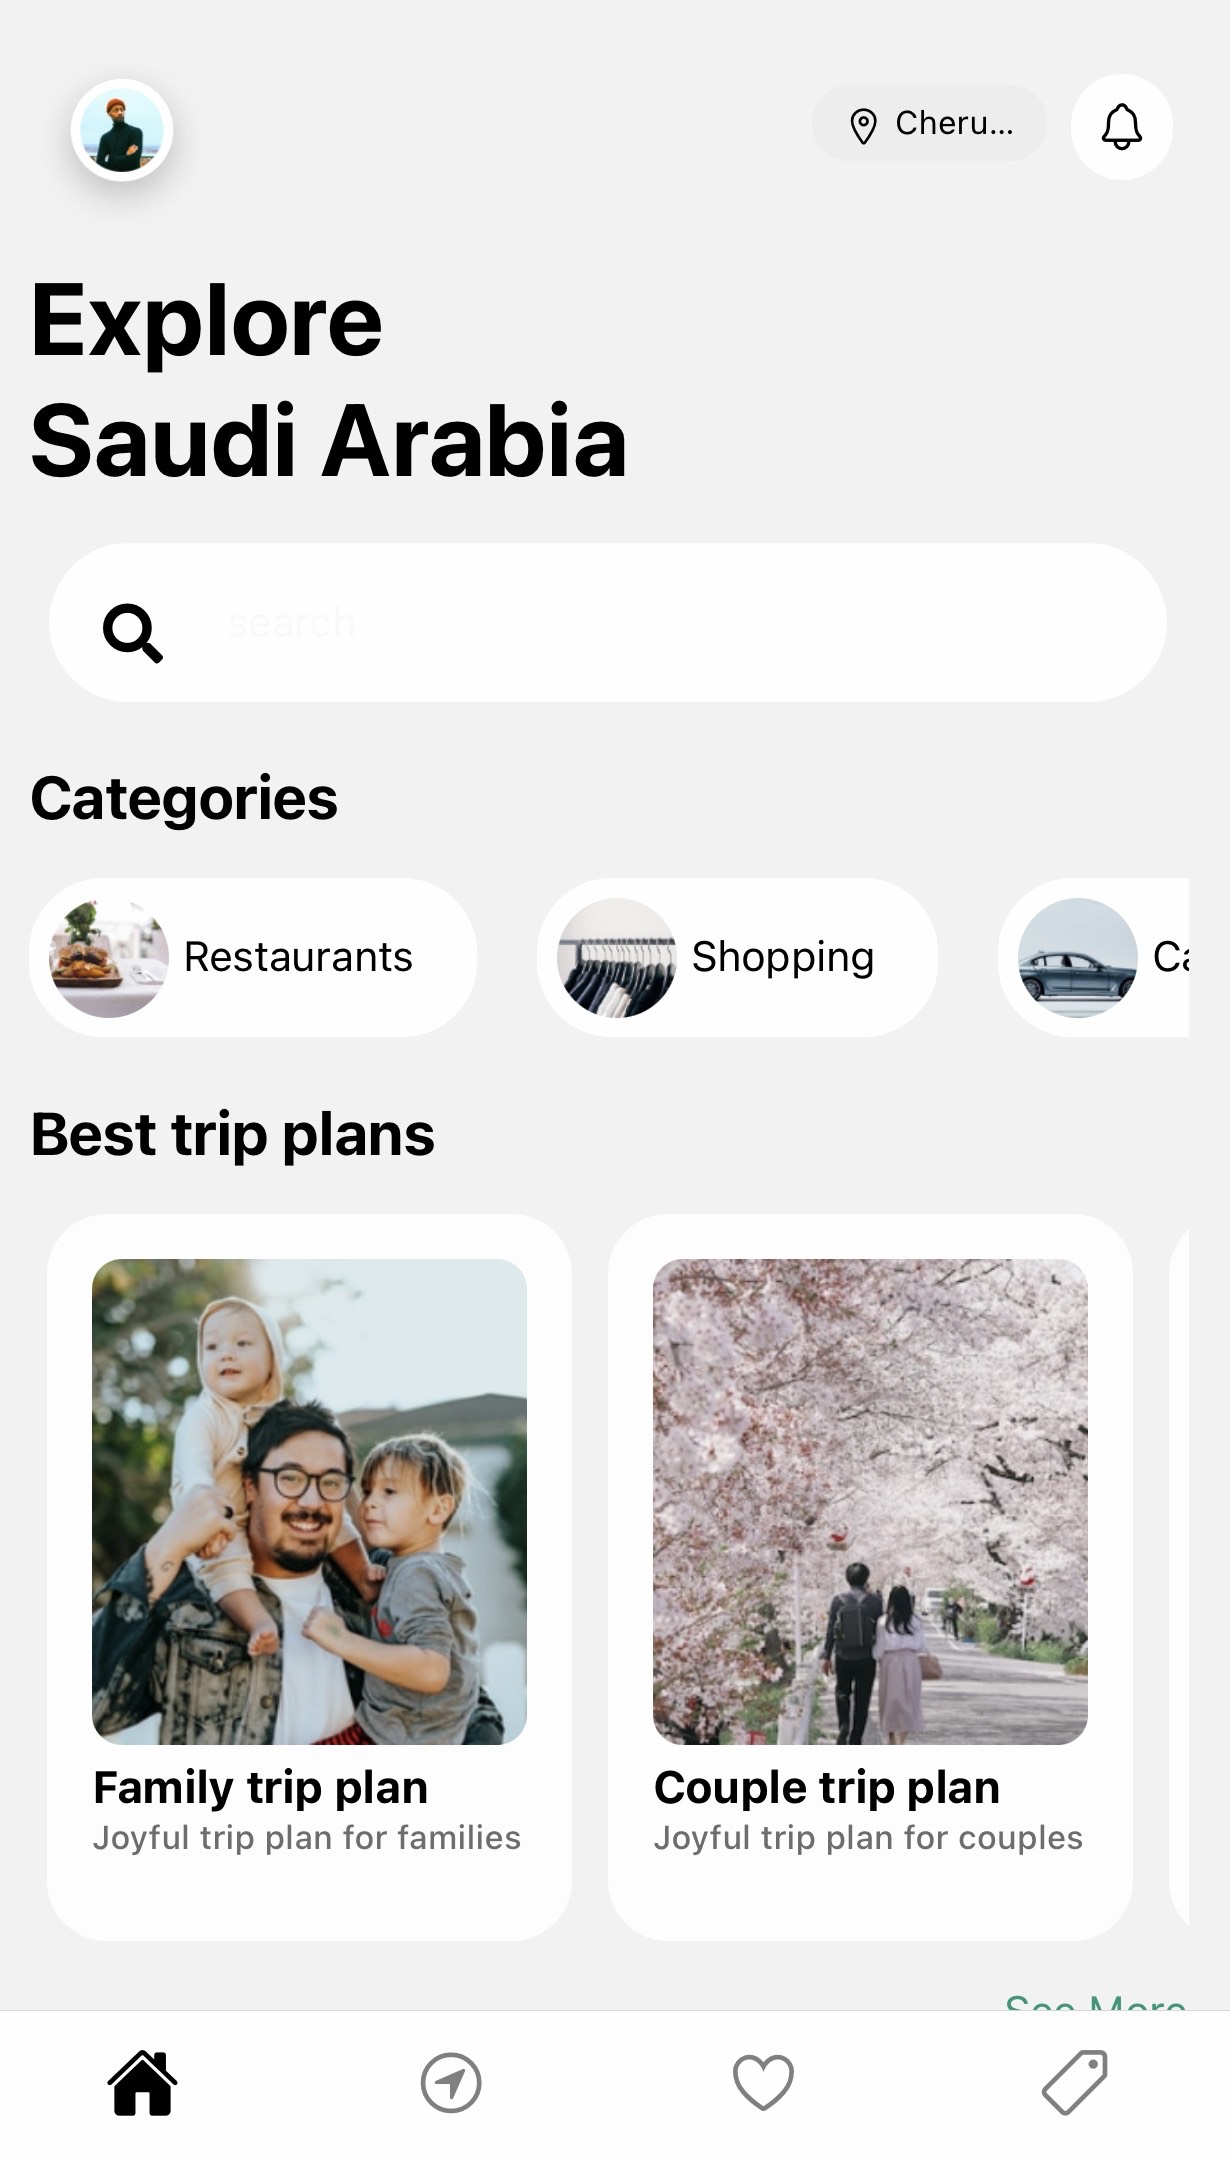 Cheru...
Explore
Saudi Arabia
search
Categories
Restaurants
Shopping
Ca
Best trip plans
Family trip plan
Joyful trip plan for families
Couple trip plan
Joyful trip plan for couples
See More